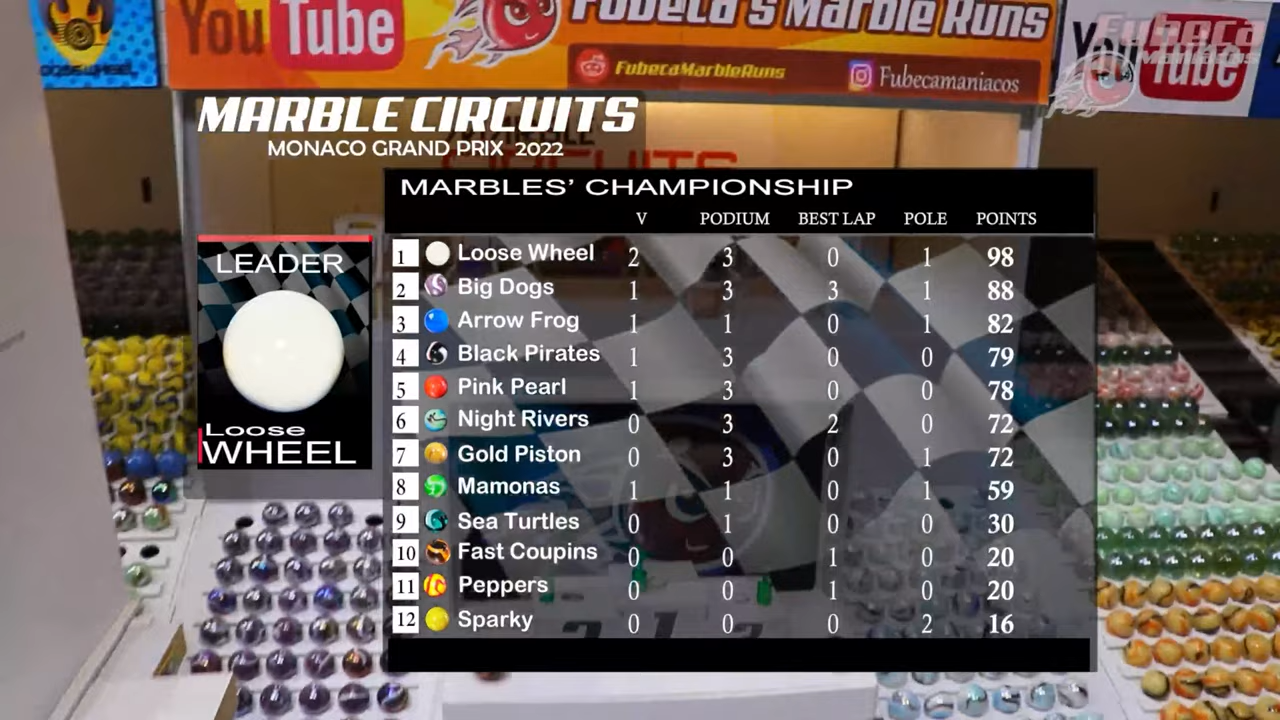 YouTube
Fubeca's Marble Runs
FubecaMarbleRuns
Fubecamaniacos
YouTube
Fubeca
Maniacos
MARBLE CIRCUITS
MONACO GRAND PRIX 2022
MARBLES' CHAMPIONSHIP
V PODIUM BEST LAP POLE POINTS
1 Loose Wheel 2 3 0 1 98
2 Big Dogs 1 3 3 1 88
3 Arrow Frog 1 1 0 1 82
4 Black Pirates 1 3 0 0 79
5 Pink Pearl 1 3 0 0 78
6 Night Rivers 0 3 2 0 72
7 Gold Piston 0 3 0 1 72
8 Mamonas 1 1 0 1 59
9 Sea Turtles 0 1 0 0 30
10 Fast Coupins 0 0 1 0 20
11 Peppers 0 0 1 0 20
12 Sparky 0 0 0 2 16
LEADER
Loose
WHEEL